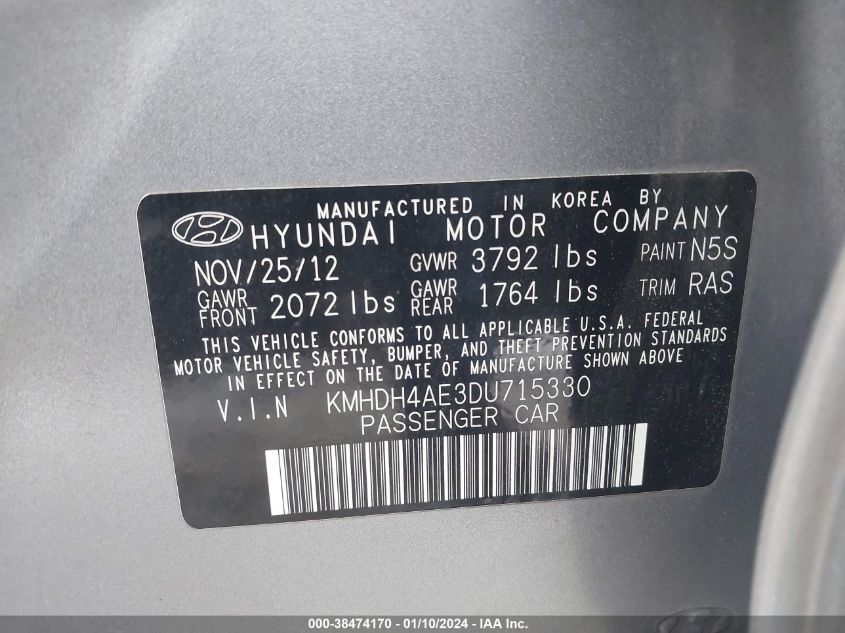 MANUFACTURED IN KOREA BY
HYUNDAI MOTOR COMPANY
NOV/25/12 GVWR 3792 lbs PAINT N5S
GAWR FRONT 2072 lbs GAWR REAR 1764 lbs TRIM RAS
THIS VEHICLE CONFORMS TO ALL APPLICABLE U.S.A. FEDERAL
MOTOR VEHICLE SAFETY, BUMPER, AND THEFT PREVENTION STANDARDS
IN EFFECT ON THE DATE OF MANUFACTURE SHOWN ABOVE
V.I.N KMHDH4AE3DU715330
PASSENGER CAR
000-38474170 - 01/10/2024 - IAA Inc.